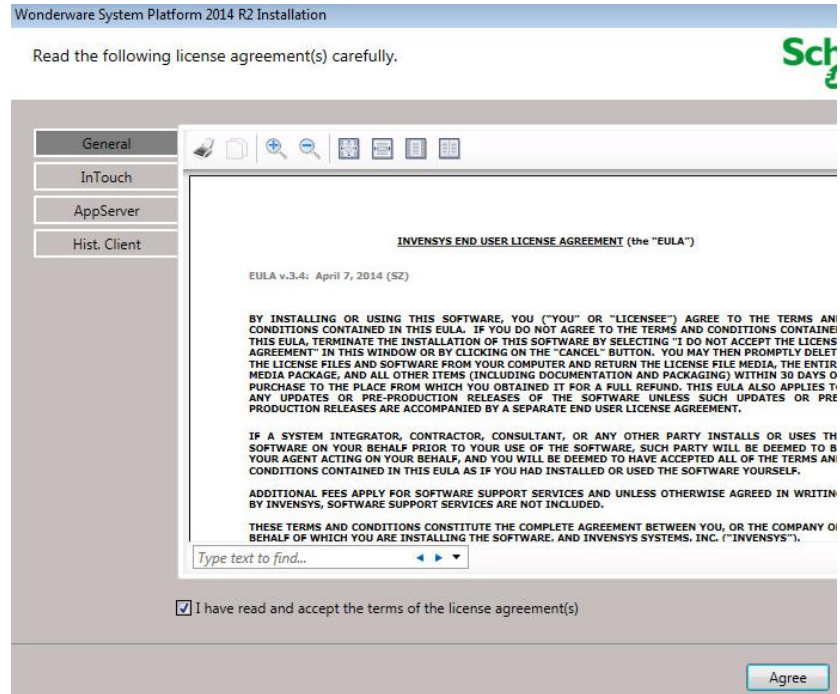 Wonderware System Platform 2014 R2 Installation
Read the following license agreement(s) carefully.
Sch
General
InTouch
AppServer
Hist. Client
INVENSYS END USER LICENSE AGREEMENT (the "EULA")
EULA v.3.4: April 7, 2014 (SZ)
BY INSTALLING OR USING THIS SOFTWARE, YOU ("YOU" OR "LICENSEE") AGREE TO THE TERMS AN
CONDITIONS CONTAINED IN THIS EULA. IF YOU DO NOT AGREE TO THE TERMS AND CONDITIONS CONTAINE
THIS EULA, TERMINATE THE INSTALLATION OF THIS SOFTWARE BY SELECTING "I DO NOT ACCEPT THE LICENS
AGREEMENT" IN THIS WINDOW OR BY CLICKING ON THE "CANCEL" BUTTON. YOU MAY THEN PROMPTLY DELET
THE LICENSE FILES AND SOFTWARE FROM YOUR COMPUTER AND RETURN THE LICENSE FILE MEDIA, THE ENTIR
MEDIA PACKAGE, AND ALL OTHER ITEMS (INCLUDING DOCUMENTATION AND PACKAGING) WITHIN 30 DAYS O
PURCHASE TO THE PLACE FROM WHICH YOU OBTAINED IT FOR A FULL REFUND. THIS EULA ALSO APPLIES T
ANY UPDATES OR PRE-PRODUCTION RELEASES OF THE SOFTWARE UNLESS SUCH UPDATES OR PRE
PRODUCTION RELEASES ARE ACCOMPANIED BY A SEPARATE END USER LICENSE AGREEMENT.
IF A SYSTEM INTEGRATOR, CONTRACTOR, CONSULTANT, OR ANY OTHER PARTY INSTALLS OR USES TH
SOFTWARE ON YOUR BEHALF PRIOR TO YOUR USE OF THE SOFTWARE, SUCH PARTY WILL BE DEEMED TO B
YOUR AGENT ACTING ON YOUR BEHALF, AND YOU WILL BE DEEMED TO HAVE ACCEPTED ALL OF THE TERMS AN
CONDITIONS CONTAINED IN THIS EULA AS IF YOU HAD INSTALLED OR USED THE SOFTWARE YOURSELF.
ADDITIONAL FEES APPLY FOR SOFTWARE SUPPORT SERVICES AND UNLESS OTHERWISE AGREED IN WRITING
BY INVENSYS, SOFTWARE SUPPORT SERVICES ARE NOT INCLUDED.
THESE TERMS AND CONDITIONS CONSTITUTE THE COMPLETE AGREEMENT BETWEEN YOU, OR THE COMPANY O
BEHALF OF WHICH YOU ARE INSTALLING THE SOFTWARE, AND INVENSYS SYSTEMS, INC. ("INVENSYS").
Type text to find...
I have read and accept the terms of the license agreement(s)
Agree